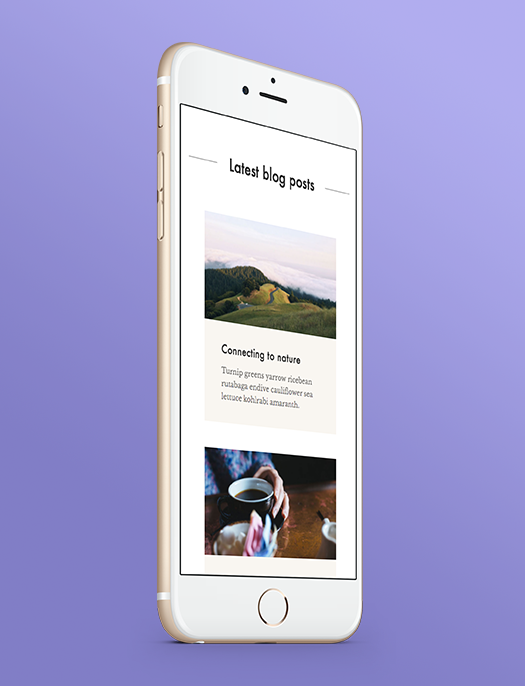 Latest blog posts
Connecting to nature
Turnip greens yarrow ricebean
rutabaga endive cauliflower sea
lettuce kohlrabi amaranth.